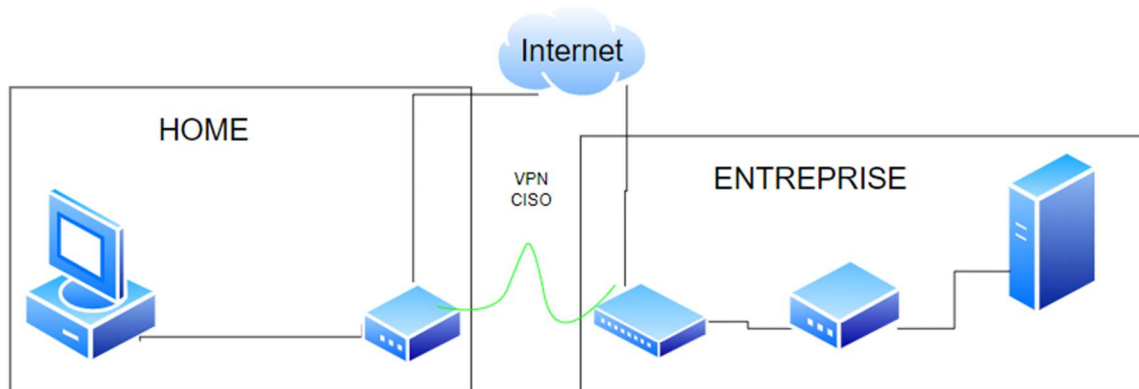 Internet
HOME
VPN
CISO
ENTREPRISE